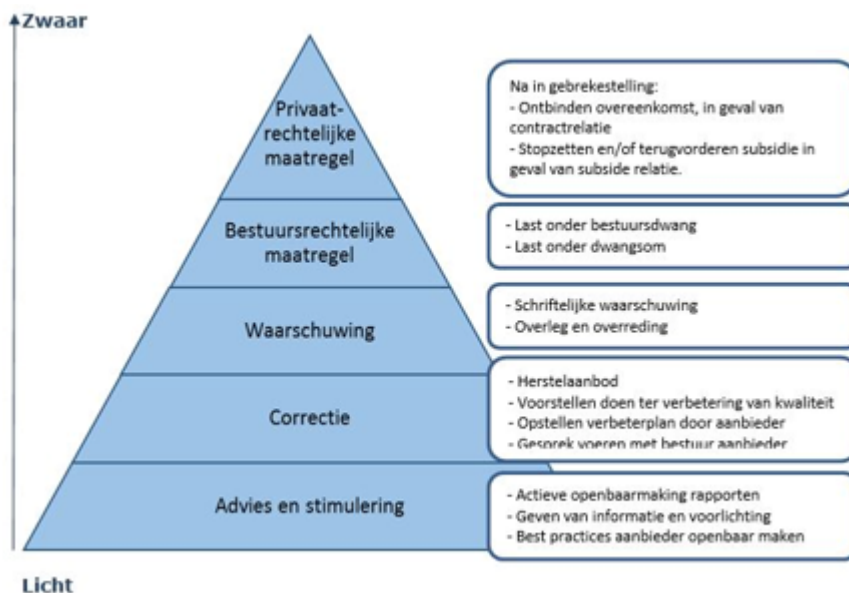 Zwaar
Privaat-
rechtelijke
maatregel
Na in gebrekestelling:
- Ontbinden overeenkomst, in geval van
contractrelatie
- Stopzetten en/of terugvorderen subsidie in
geval van subside relatie.
Bestuursrechtelijke
maatregel
- Last onder bestuursdwang
- Last onder dwangsom
Waarschuwing
- Schriftelijke waarschuwing
- Overleg en overreding
Correctie
- Herstelaanbod
- Voorstellen doen ter verbetering van kwaliteit
- Opstellen verbeterplan door aanbieder
- Gesprek voeren met bestuur aanbieder
Advies en stimulering
- Actieve openbaarmaking rapporten
- Geven van informatie en voorlichting
- Best practices aanbieder openbaar maken
Licht